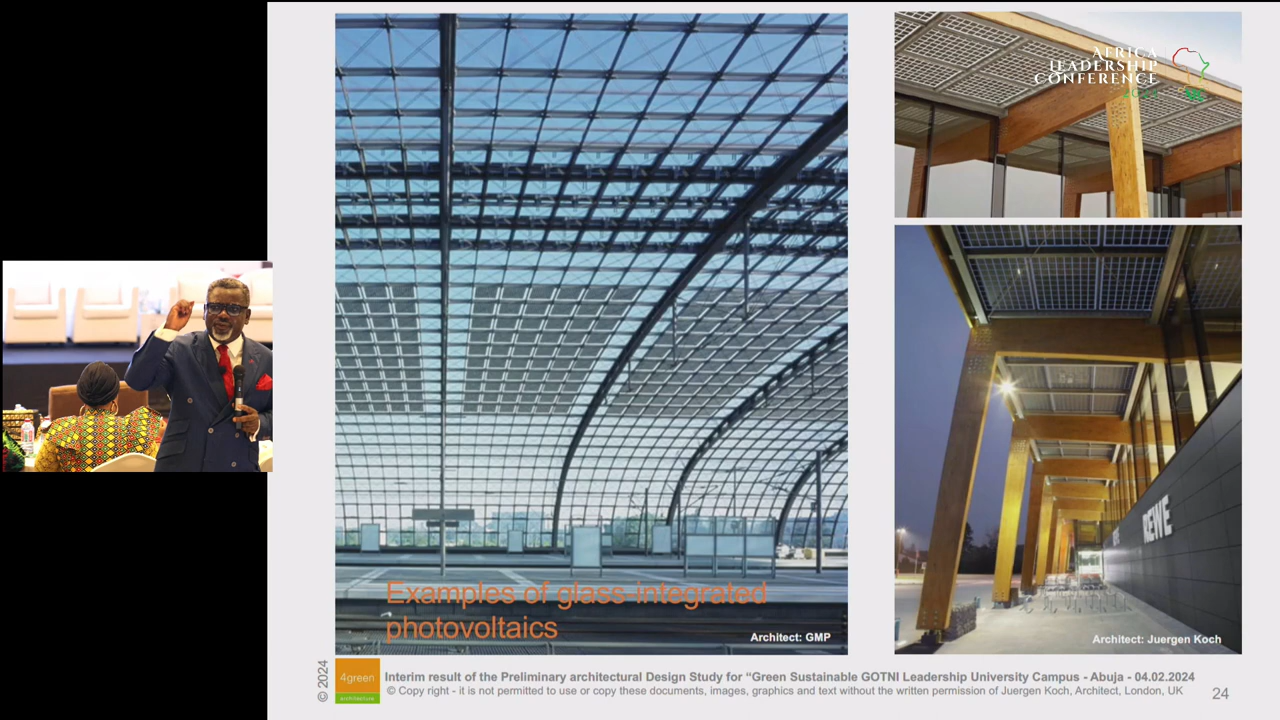 AFRICA
LEADERSHIP
CONFERENCE
Examples of glass-integrated
photovoltaics
Architect: GMP
REWE
Architect: Juergen Koch
© 2024
4green
architecture
Interim result of the Preliminary architectural Design Study for “Green Sustainable GOTNI Leadership University Campus - Abuja - 04.02.2024
© Copy right - it is not permitted to use or copy these documents, images, graphics and text without the written permission of Juergen Koch, Architect, London, UK
24